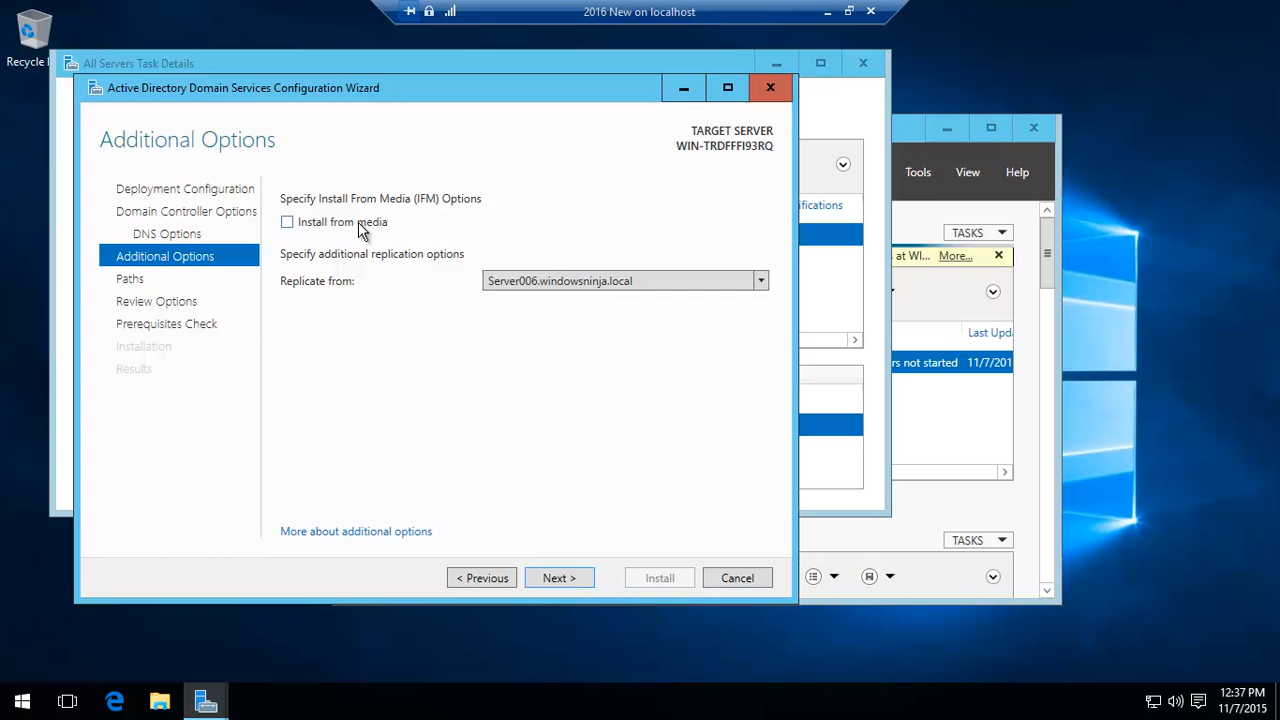 2016 New on localhost
Recycle
All Servers Task Details
Active Directory Domain Services Configuration Wizard
Additional Options
TARGET SERVER
WIN-TRDFFFI93RQ
Deployment Configuration
Domain Controller Options
DNS Options
Additional Options
Paths
Review Options
Prerequisites Check
Installation
Results
Specify Install From Media (IFM) Options
Install from media
Specify additional replication options
Replicate from:
Server006.windowsninja.local
More about additional options
< Previous
Next >
Install
Cancel
Tools
View
Help
ifications
TASKS
at WI...
More...
Last Upd
rs not started
11/7/201
TASKS
12:37 PM
11/7/2015